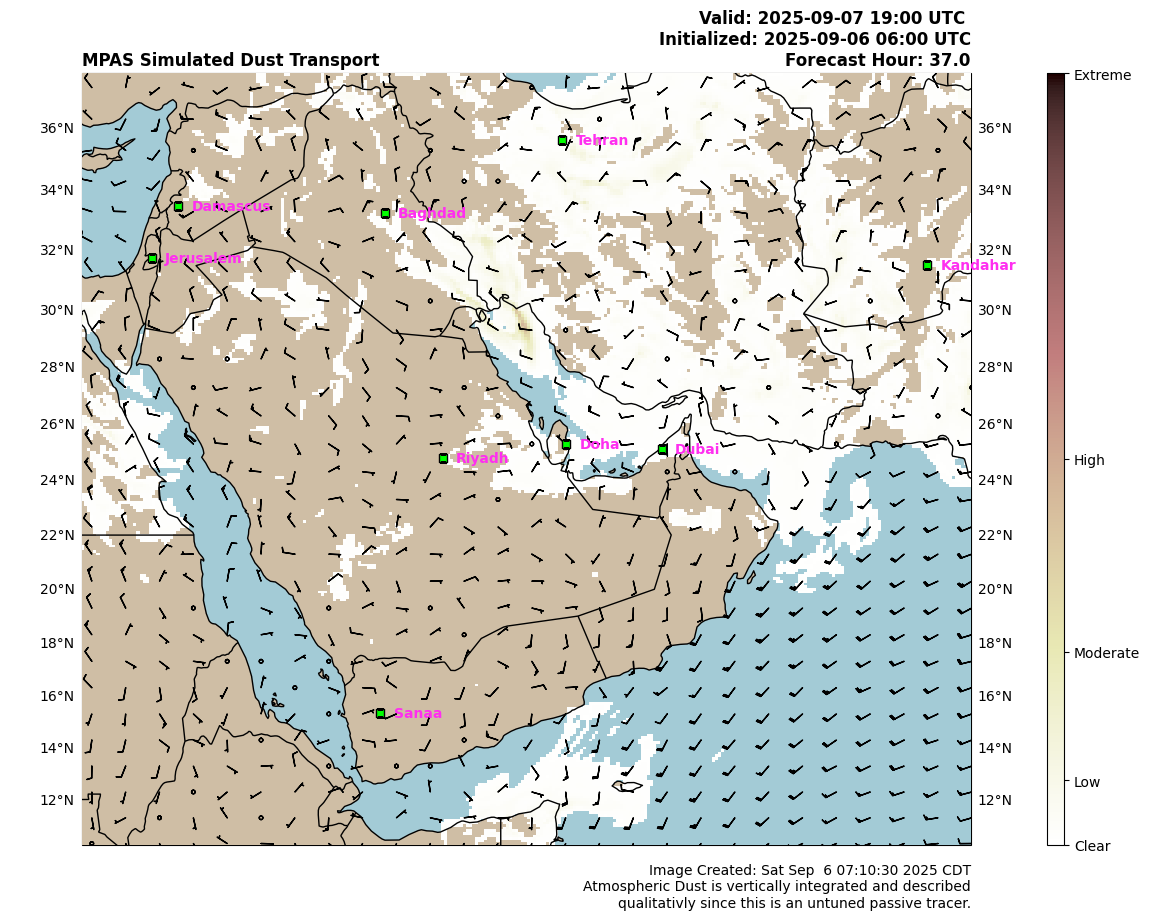 Valid: 2025-09-07 19:00 UTC
Initialized: 2025-09-06 06:00 UTC
MPAS Simulated Dust Transport
Forecast Hour: 37.0
Extreme
36°N
36°N
Tehran
34°N
34°N
Damascus
Baghdad
32°N
32°N
Jerusalem
Kandahar
30°N
30°N
28°N
28°N
26°N
26°N
Doha
Dubai
Riyadh
High
24°N
24°N
22°N
22°N
20°N
20°N
18°N
18°N
Moderate
16°N
16°N
Sanaa
14°N
14°N
Low
12°N
12°N
Clear
Image Created: Sat Sep  6 07:10:30 2025 CDT
Atmospheric Dust is vertically integrated and described
qualitativly since this is an untuned passive tracer.